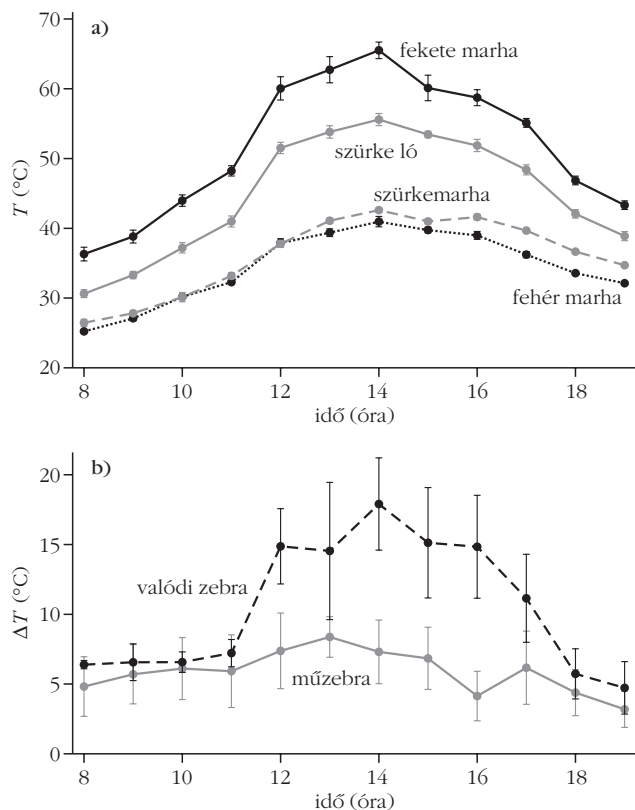 a)
70
60
50
40
30
20
T (°C)
fekete marha
szürke ló
szürkemarha
fehér marha
8 10 12 14 16 18
idő (óra)
b)
20
15
10
5
0
ΔT (°C)
valódi zebra
műzebra
8 10 12 14 16 18
idő (óra)